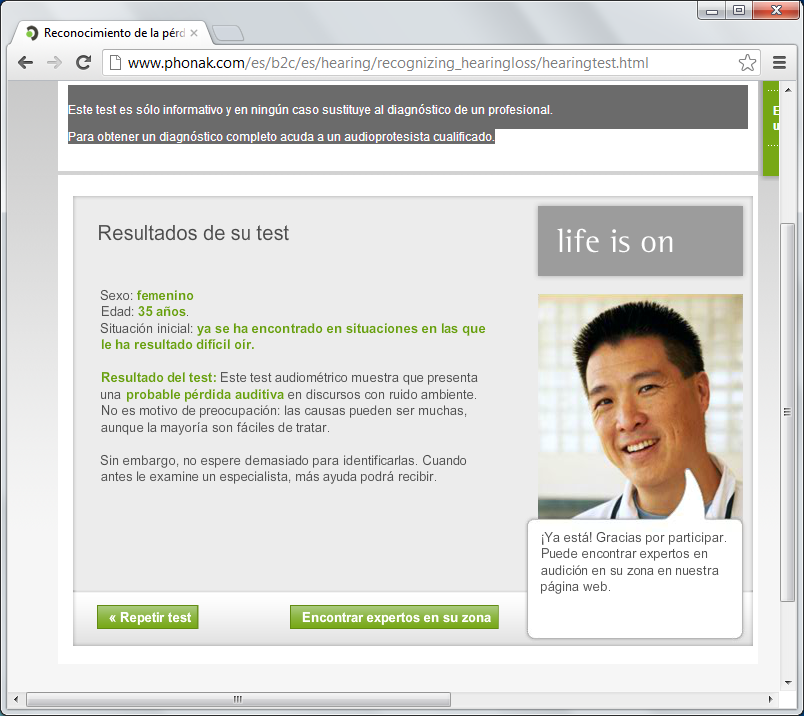 Reconocimiento de la pérd
www.phonak.com/es/b2c/es/hearing/recognizing_hearingloss/hearingtest.html
Este test es sólo informativo y en ningún caso sustituye al diagnóstico de un profesional.
Para obtener un diagnóstico completo acuda a un audioprotesista cualificado.
Resultados de su test
life is on
Sexo: femenino
Edad: 35 años.
Situación inicial: ya se ha encontrado en situaciones en las que
le ha resultado difícil oír.
Resultado del test: Este test audiométrico muestra que presenta
una probable pérdida auditiva en discursos con ruido ambiente.
No es motivo de preocupación: las causas pueden ser muchas,
aunque la mayoría son fáciles de tratar.
Sin embargo, no espere demasiado para identificarlas. Cuando
antes le examine un especialista, más ayuda podrá recibir.
¡Ya está! Gracias por participar.
Puede encontrar expertos en
audición en su zona en nuestra
página web.
« Repetir test
Encontrar expertos en su zona